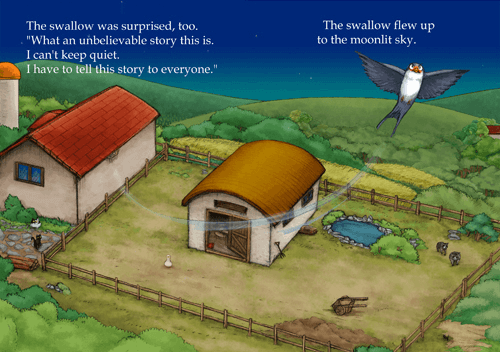 The swallow was surprised, too.
"What an unbelievable story this is.
I can't keep quiet.
I have to tell this story to everyone."
The swallow flew up
to the moonlit sky.